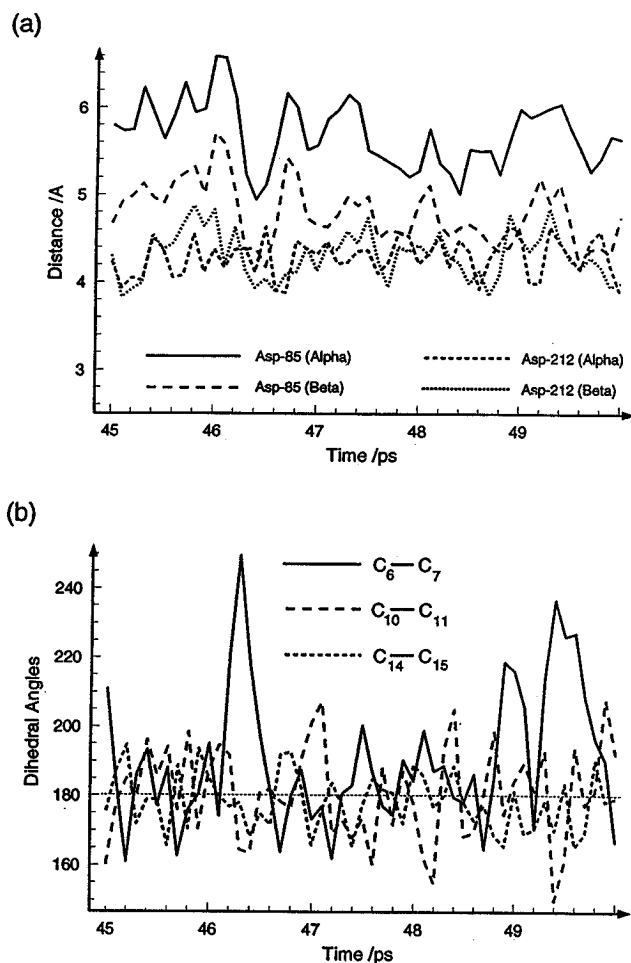 (a)
6
5
4
3
Distance /A
Asp-85 (Alpha)
Asp-212 (Alpha)
Asp-85 (Beta)
Asp-212 (Beta)
45 46 47 48 49
Time /ps
(b)
240
220
200
180
160
Dihedral Angles
C6—C7
C10—C11
C14—C15
45 46 47 48 49
Time /ps